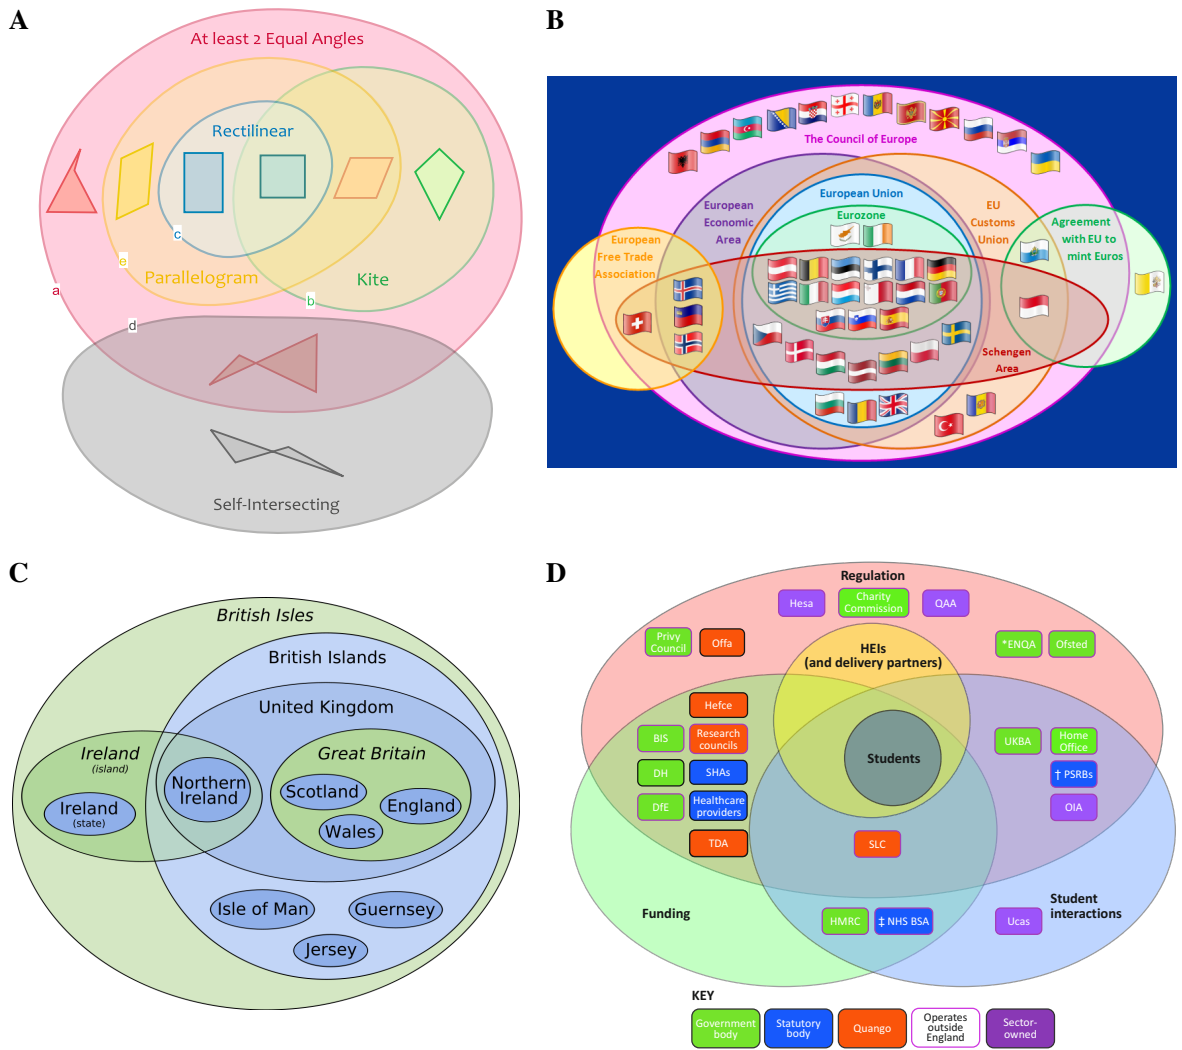 A
At least 2 Equal Angles
Rectilinear
c
e
Parallelogram
Kite
a
b
d
Self-Intersecting
B
The Council of Europe
European
Economic
Area
European Union
Eurozone
EU
Customs
Union
Agreement
with EU to
mint Euros
European
Free Trade
Association
Schengen
Area
C
British Isles
British Islands
United Kingdom
Ireland
(island)
Great Britain
Northern
Ireland
Scotland
England
Wales
Ireland
(state)
Isle of Man
Guernsey
Jersey
D
Regulation
Hesa
Charity
Commission
QAA
Privy
Council
Offa
HEIs
(and delivery partners)
*ENQA
Ofsted
Hefce
BIS
Research
councils
DH
SHAs
DfE
Healthcare
providers
TDA
Students
UKBA
Home
Office
† PSRBs
OIA
SLC
Funding
HMRC
‡ NHS BSA
Ucas
Student
interactions
KEY
Government
body
Statutory
body
Quango
Operates
outside
England
Sector-
owned